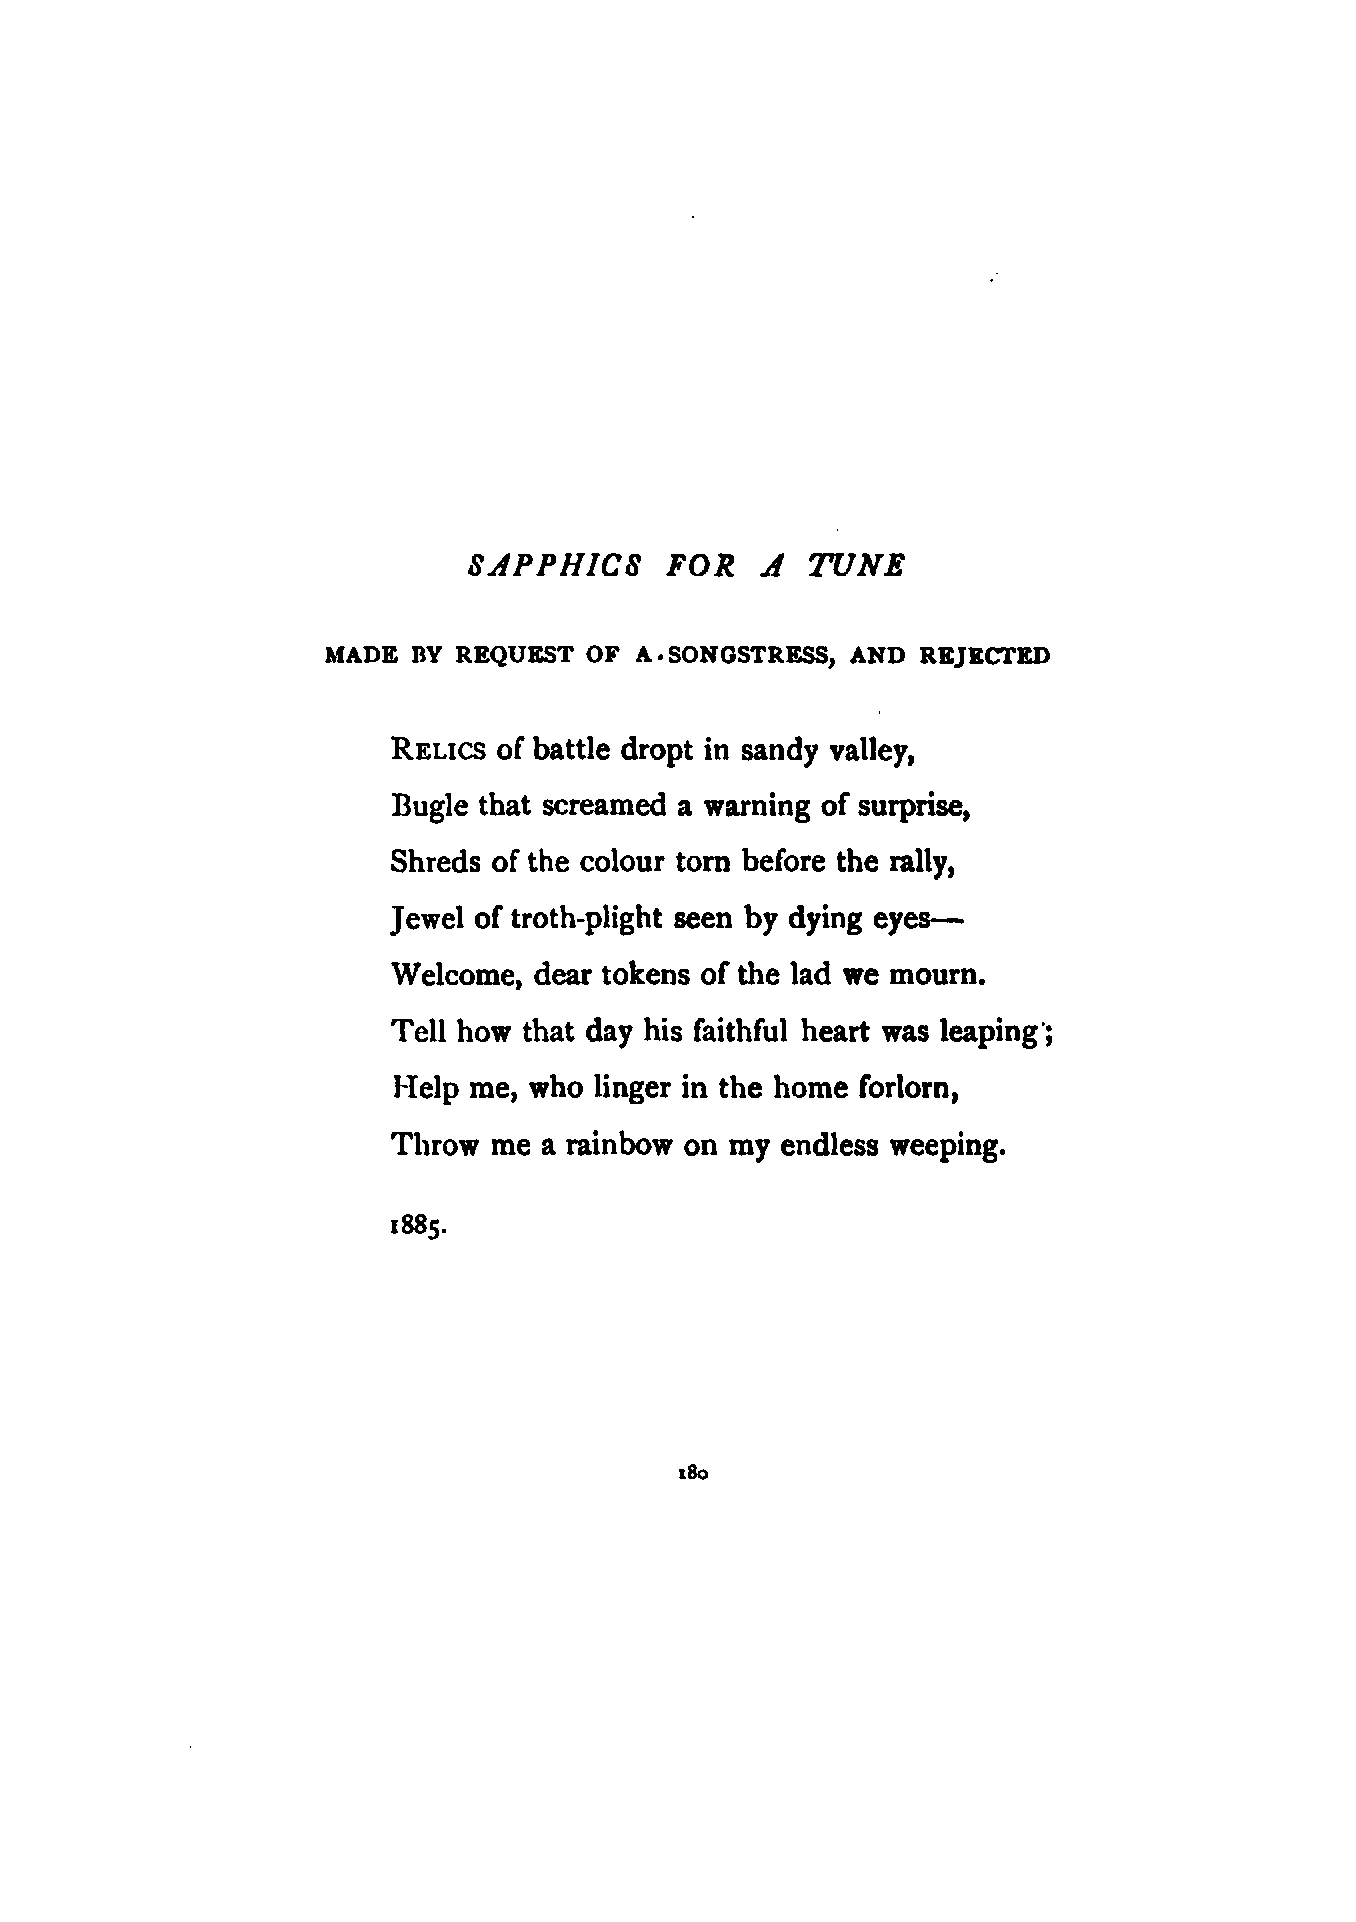 SAPPHICS FOR A TUNE
MADE BY REQUEST OF A SONGSTRESS, AND REJECTED
RELICS of battle dropt in sandy valley,
Bugle that screamed a warning of surprise,
Shreds of the colour torn before the rally,
Jewel of troth-plight seen by dying eyes—
Welcome, dear tokens of the lad we mourn.
Tell how that day his faithful heart was leaping;
Help me, who linger in the home forlorn,
Throw me a rainbow on my endless weeping.
1885.
180